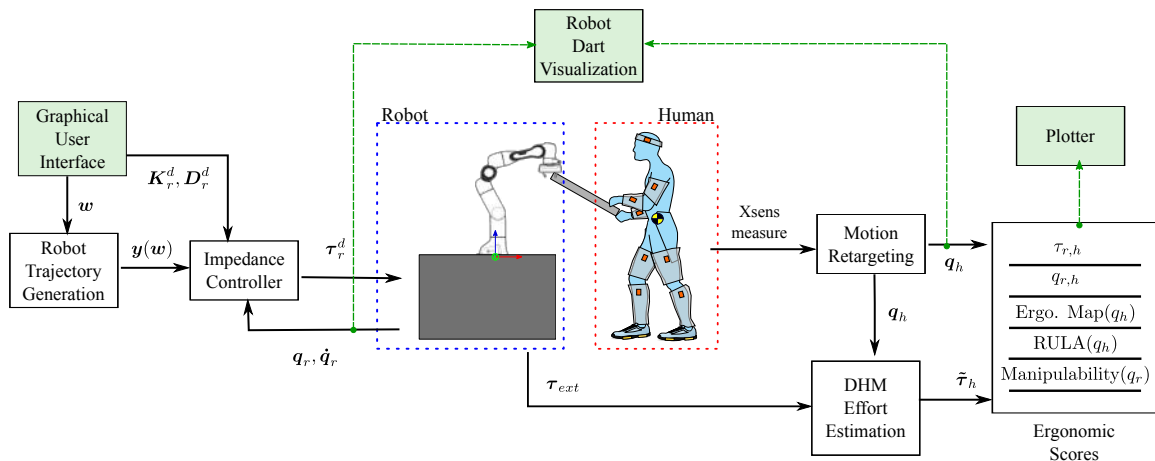 Robot
Dart
Visualization
Graphical
User
Interface
Robot
Human
Plotter
K_r^d, D_r^d
w
Xsens
measure
Robot
Trajectory
Generation
y(w)
Impedance
Controller
τ_r^d
Motion
Retargeting
q_h
τ_{r,h}
q_{r,h}
Ergo. Map(q_h)
RULA(q_h)
Manipulability(q_r)
q_h
q_r, q̇_r
τ_{ext}
DHM
Effort
Estimation
τ̃_h
Ergonomic
Scores